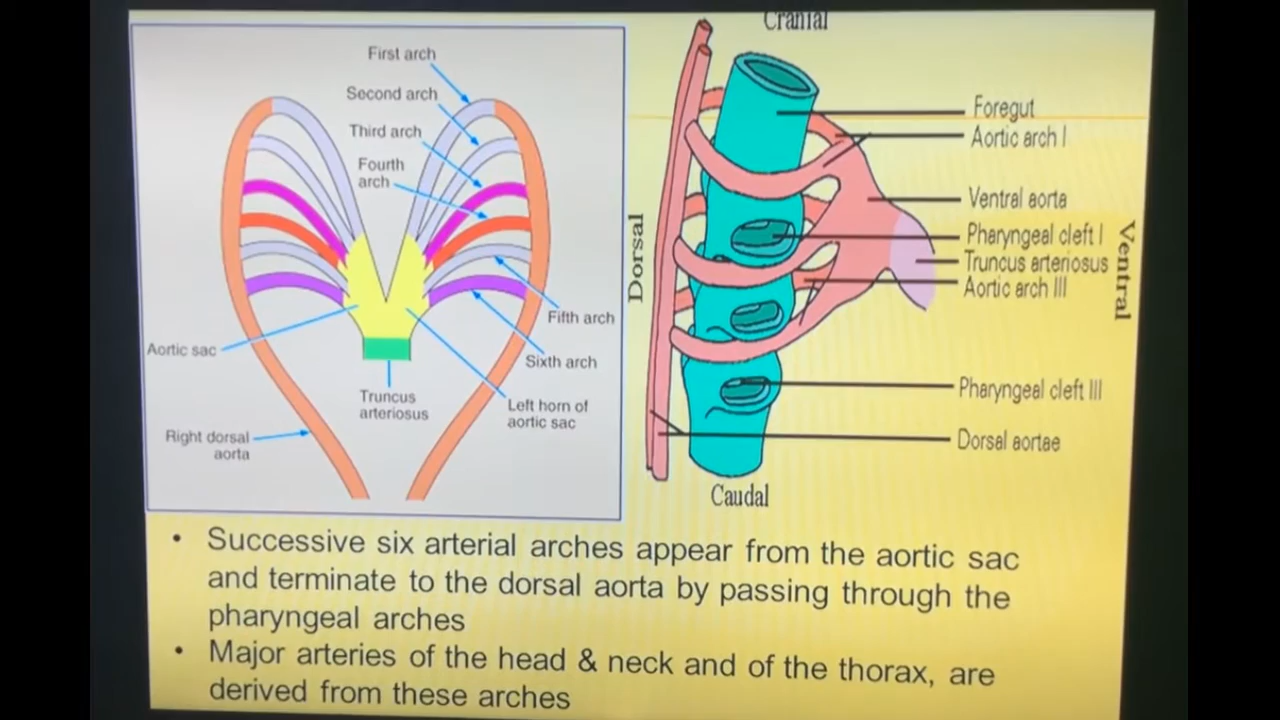 First arch
Second arch
Third arch
Fourth
arch
Fifth arch
Sixth arch
Aortic sac
Truncus
arteriosus
Left horn of
aortic sac
Right dorsal
aorta
Cranial
Foregut
Aortic arch I
Ventral aorta
Pharyngeal cleft I
Truncus arteriosus
Aortic arch III
Pharyngeal cleft III
Dorsal aortae
Caudal
Dorsal
Ventral
• Successive six arterial arches appear from the aortic sac
and terminate to the dorsal aorta by passing through the
pharyngeal arches
• Major arteries of the head & neck and of the thorax, are
derived from these arches